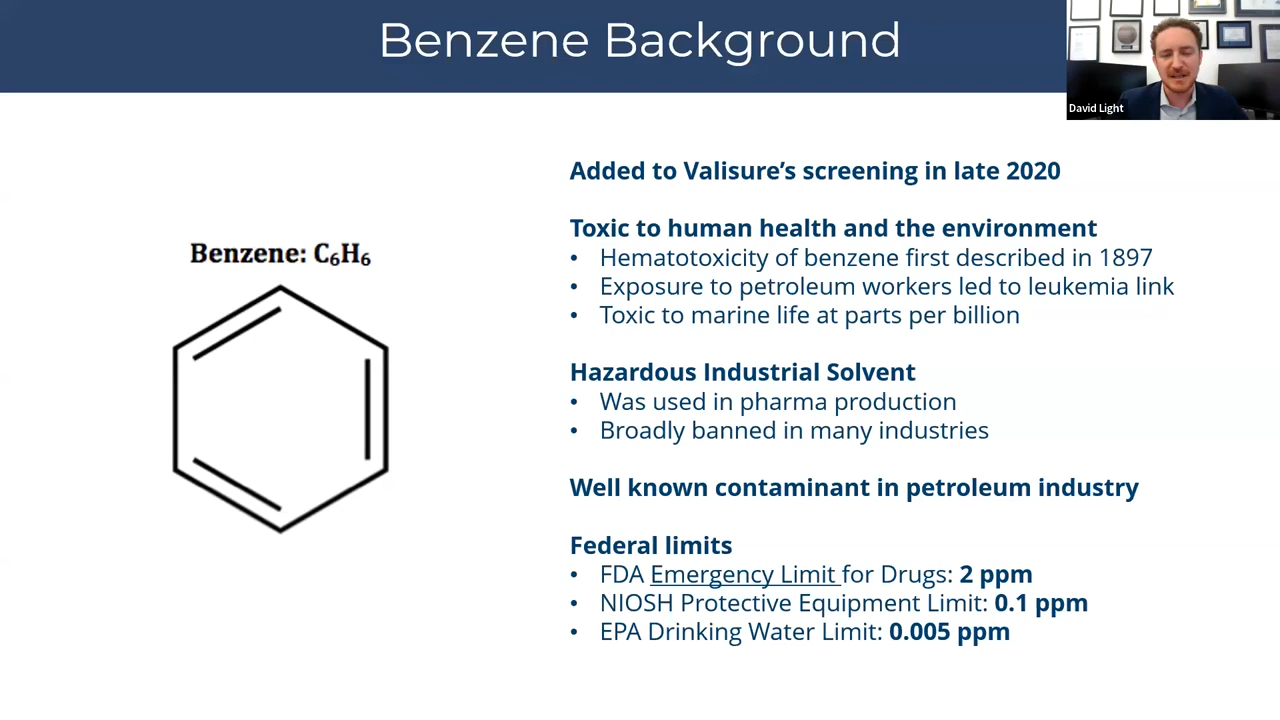 Benzene Background
David Light
Added to Valisure's screening in late 2020
Toxic to human health and the environment
• Hematotoxicity of benzene first described in 1897
• Exposure to petroleum workers led to leukemia link
• Toxic to marine life at parts per billion
Benzene: C₆H₆
Hazardous Industrial Solvent
• Was used in pharma production
• Broadly banned in many industries
Well known contaminant in petroleum industry
Federal limits
• FDA Emergency Limit for Drugs: 2 ppm
• NIOSH Protective Equipment Limit: 0.1 ppm
• EPA Drinking Water Limit: 0.005 ppm